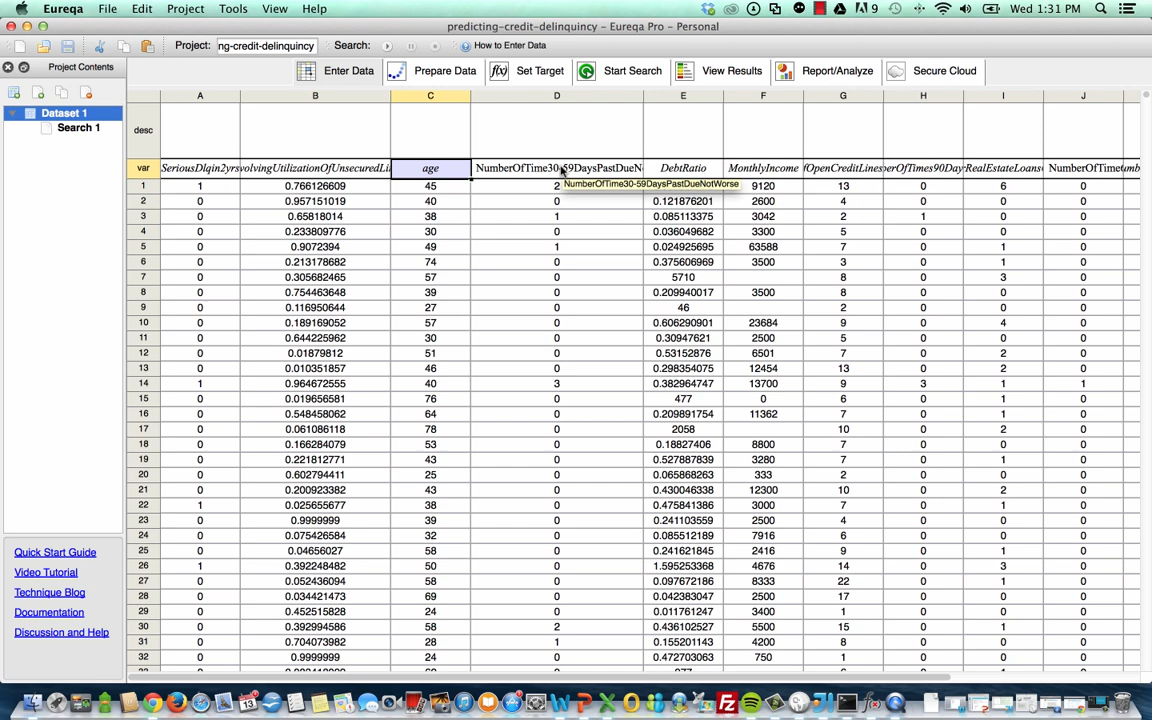 Eureqa File Edit Project Tools View Help 9 Wed 1:31 PM
predicting-credit-delinquincy – Eureqa Pro - Personal
Project: ng-credit-delinquincy Search: How to Enter Data
Project Contents
Enter Data Prepare Data f(x) Set Target Start Search View Results Report/Analyze Secure Cloud
Dataset 1
Search 1
A B C D E F G H I J
desc
var SeriousDlqin2yrs volvingUtilizationOfUnsecuredLi age NumberOfTime30-59DaysPastDueN DebtRatio MonthlyIncome fOpenCreditLines erOfTimes90Day RealEstateLoans NumberOfTime
NumberOfTime30-59DaysPastDueNotWorse
1 1 0.766126609 45 2 9120 13 0 6 0
2 0 0.957151019 40 0 0.121876201 2600 4 0 0 0
3 0 0.65818014 38 1 0.085113375 3042 2 1 0 0
4 0 0.233809776 30 0 0.036049682 3300 5 0 0 0
5 0 0.9072394 49 1 0.024925695 63588 7 0 1 0
6 0 0.213178682 74 0 0.375606969 3500 3 0 1 0
7 0 0.305682465 57 0 5710 8 0 3 0
8 0 0.754463648 39 0 0.209940017 3500 8 0 0 0
9 0 0.116950644 27 0 46 2 0 0 0
10 0 0.189169052 57 0 0.606290901 23684 9 0 4 0
11 0 0.644225962 30 0 0.30947621 2500 5 0 0 0
12 0 0.01879812 51 0 0.53152876 6501 7 0 2 0
13 0 0.010351857 46 0 0.298354075 12454 13 0 2 0
14 1 0.964672555 40 3 0.382964747 13700 9 3 1 1
15 0 0.019656581 76 0 477 0 6 0 1 0
16 0 0.548458062 64 0 0.209891754 11362 7 0 1 0
17 0 0.061086118 78 0 2058 10 0 2 0
18 0 0.166284079 53 0 0.18827406 8800 7 0 0 0
19 0 0.221812771 43 0 0.527887839 3280 7 0 1 0
20 0 0.602794411 25 0 0.065868263 333 2 0 0 0
21 0 0.200923382 43 0 0.430046338 12300 10 0 2 0
22 1 0.025655677 38 0 0.475841386 3000 7 0 1 0
23 0 0.9999999 39 0 0.241103559 2500 4 0 0 0
24 0 0.075426584 32 0 0.085512189 7916 6 0 0 0
25 0 0.04656027 58 0 0.241621845 2416 9 0 1 0
26 1 0.392248482 50 0 1.595253368 4676 14 0 3 0
27 0 0.052436094 58 0 0.097672186 8333 22 0 1 0
28 0 0.034421473 69 0 0.042383047 2500 17 0 0 0
29 0 0.452515828 24 0 0.011761247 3400 1 0 0 0
30 0 0.392994586 58 2 0.436102527 5500 15 0 1 0
31 0 0.704073982 28 1 0.155201143 4200 8 0 0 0
32 0 0.9999999 24 0 0.472703063 750 1 0 0 0
Quick Start Guide
Video Tutorial
Technique Blog
Documentation
Discussion and Help